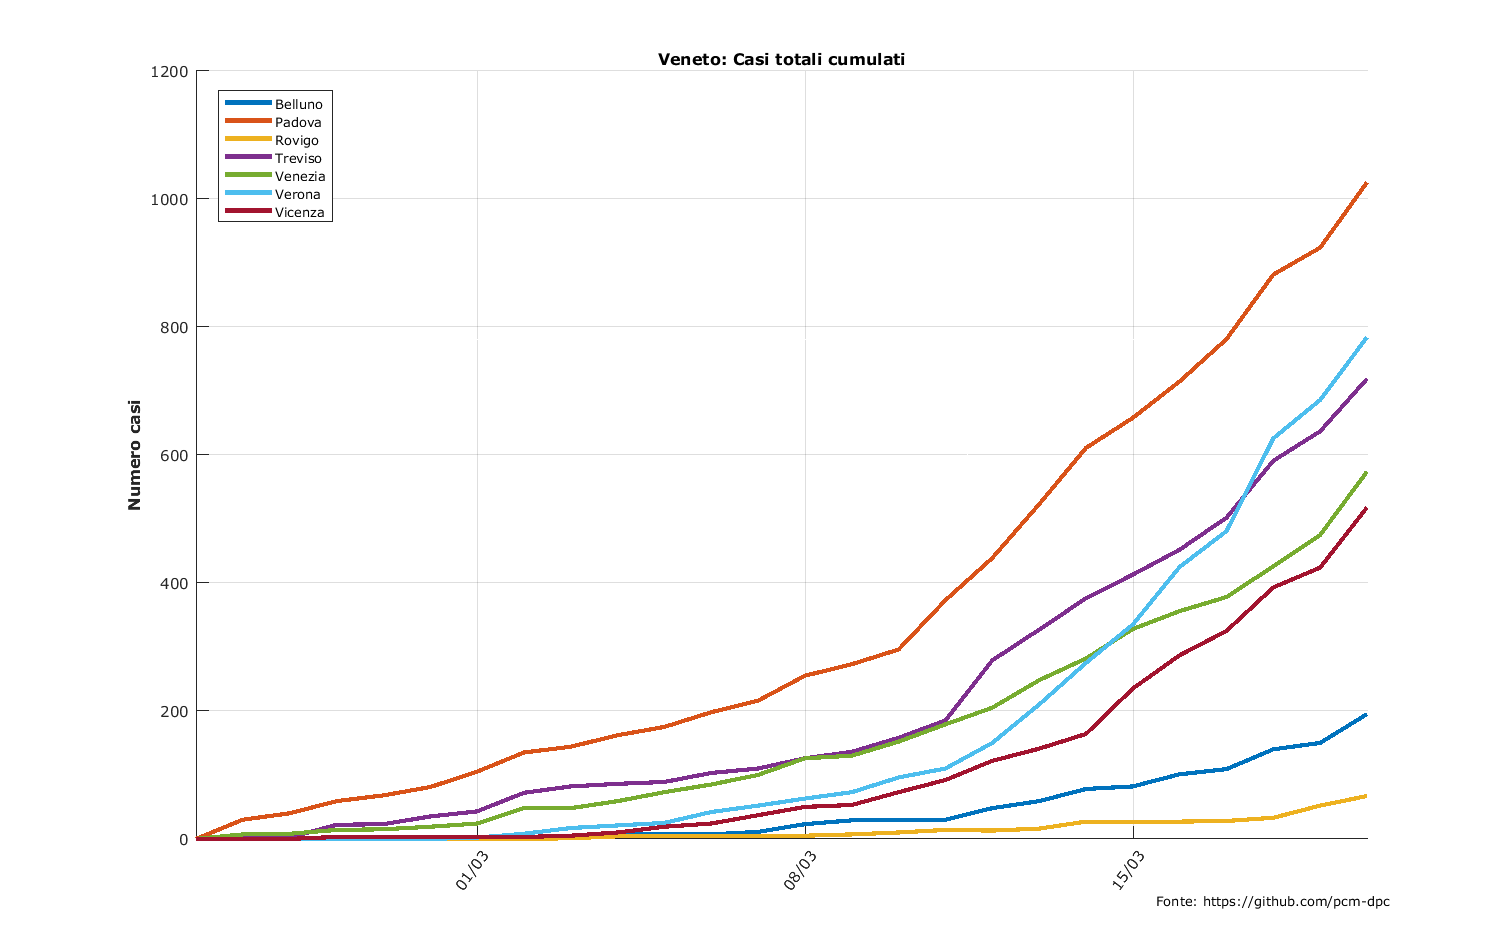 Veneto: Casi totali cumulati
1200
1000
800
600
400
200
0
Numero casi
Belluno
Padova
Rovigo
Treviso
Venezia
Verona
Vicenza
01/03
08/03
15/03
Fonte: https://github.com/pcm-dpc